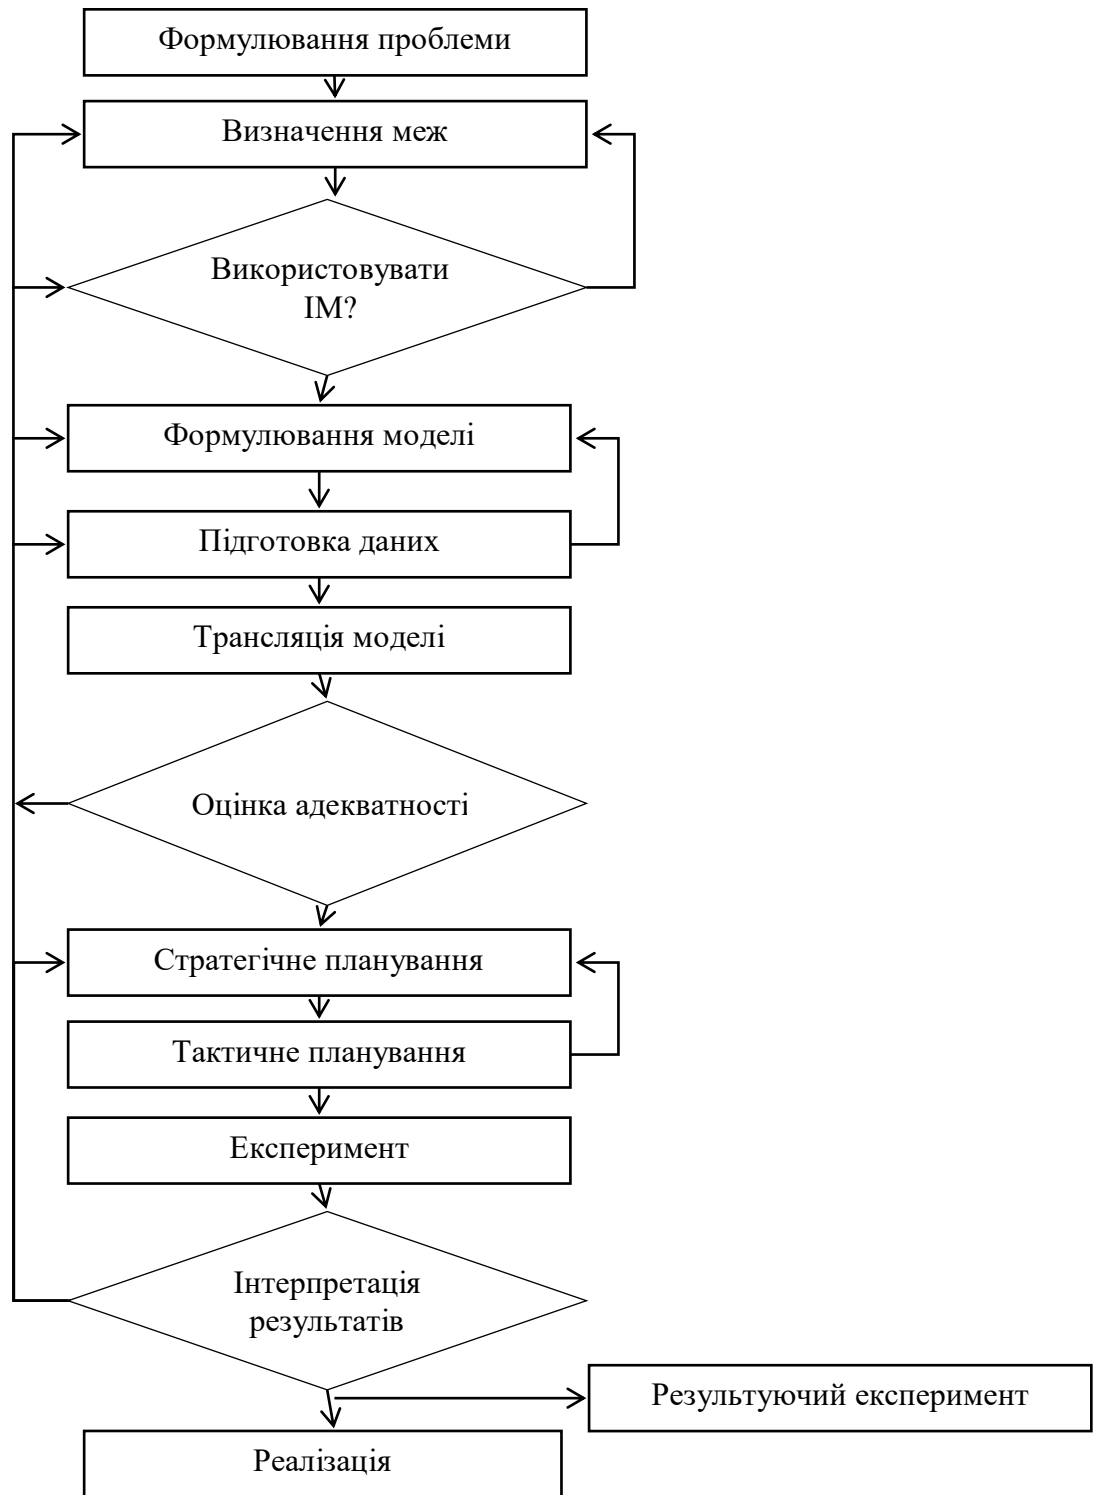 Формулювання проблеми
Визначення меж
Використовувати
ІМ?
Формулювання моделі
Підготовка даних
Трансляція моделі
Оцінка адекватності
Стратегічне планування
Тактичне планування
Експеримент
Інтерпретація
результатів
Результуючий експеримент
Реалізація